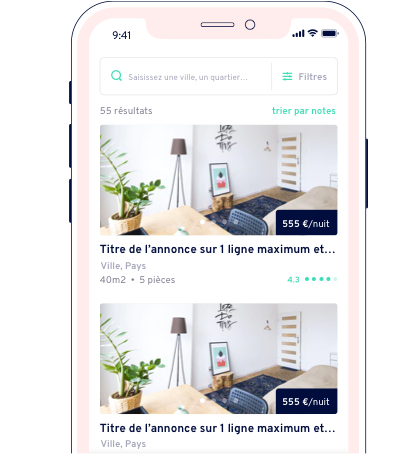 9:41
Saisissez une ville, un quartier…
Filtres
55 résultats
trier par notes
555 €/nuit
Titre de l’annonce sur 1 ligne maximum et…
Ville, Pays
40m2 • 5 pièces
4.3
555 €/nuit
Titre de l’annonce sur 1 ligne maximum et…
Ville, Pays